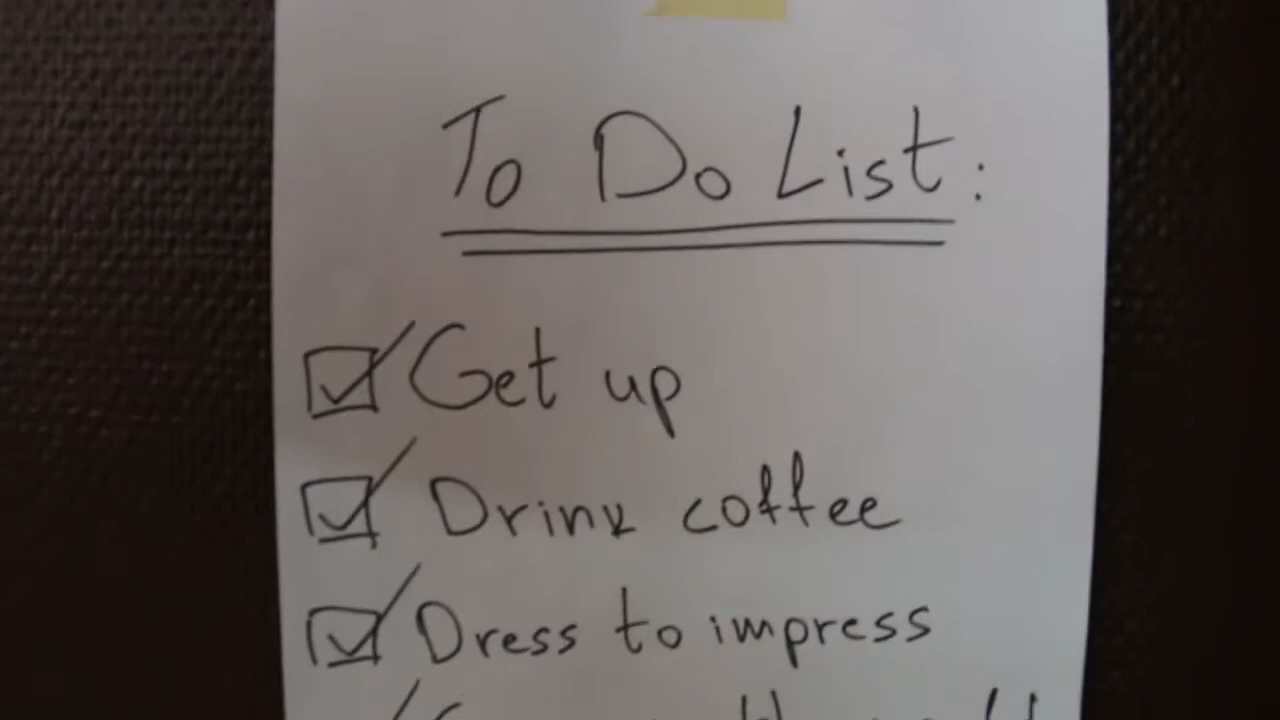 To Do List:
Get up
Drink coffee
Dress to impress